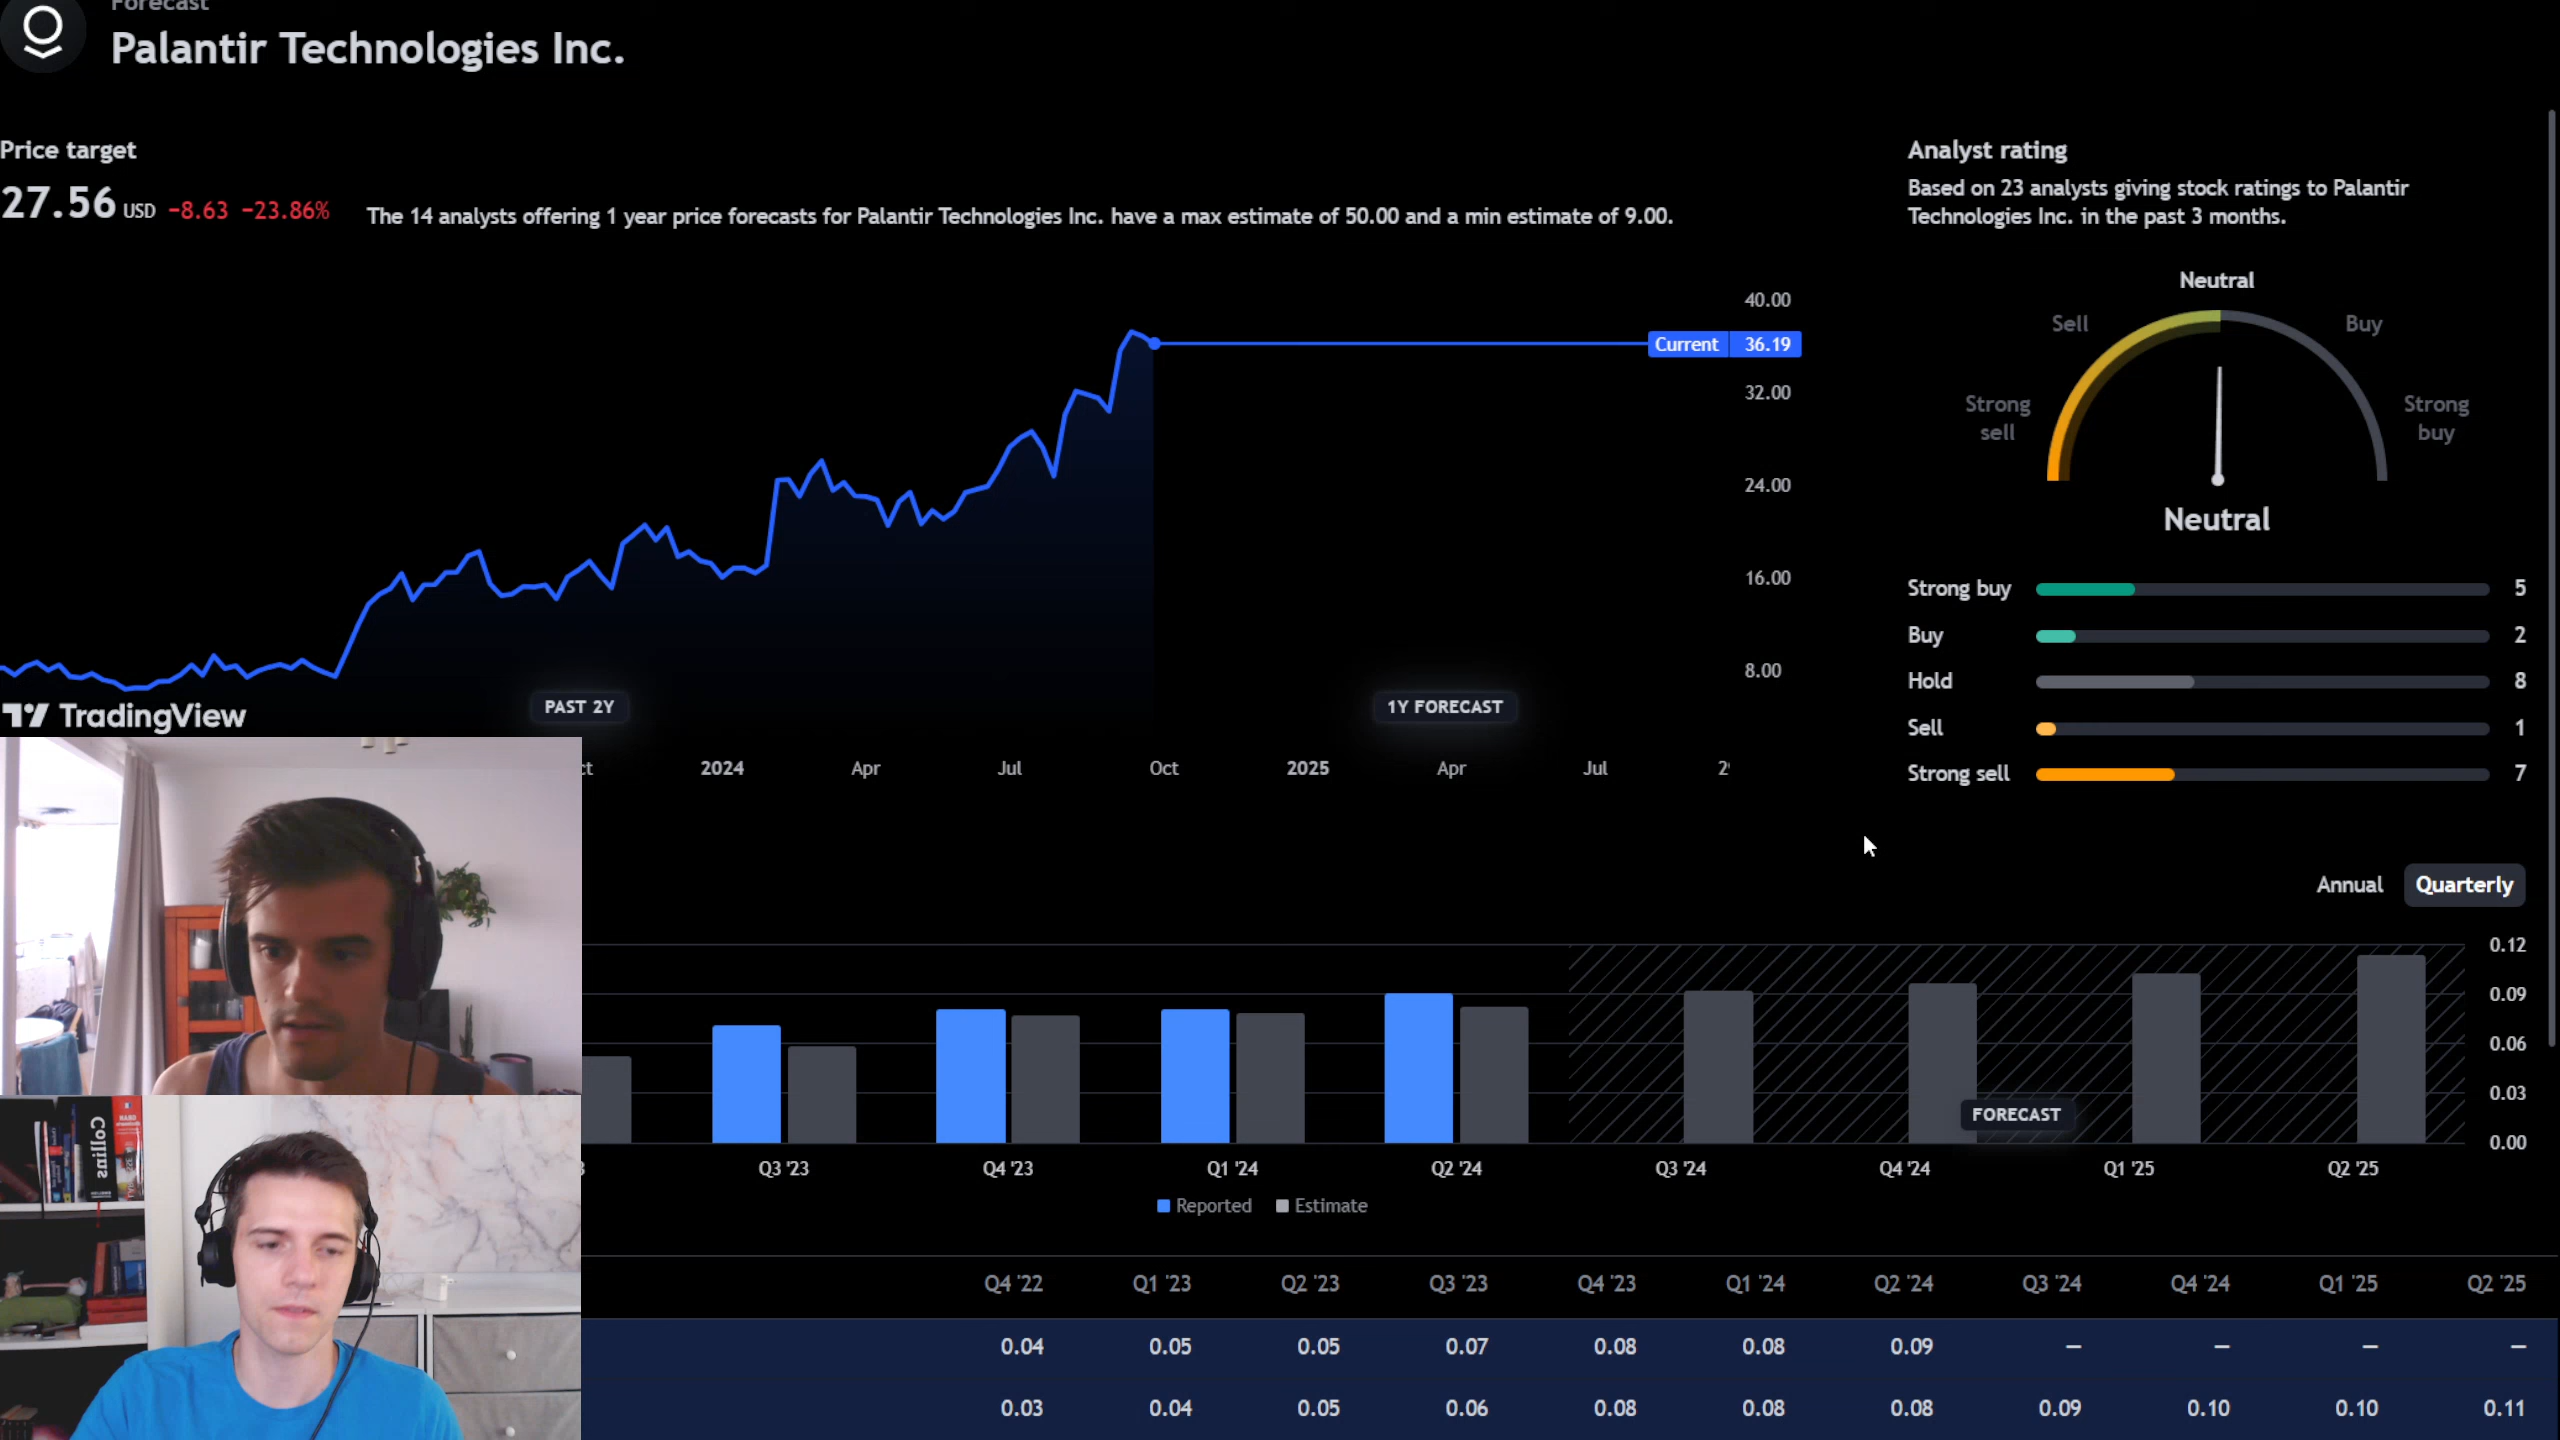 Forecast
Palantir Technologies Inc.
Price target
27.56 USD -8.63 -23.86%
The 14 analysts offering 1 year price forecasts for Palantir Technologies Inc. have a max estimate of 50.00 and a min estimate of 9.00.
40.00
Current 36.19
32.00
24.00
16.00
8.00
PAST 2Y
1Y FORECAST
TradingView
2024
Apr
Jul
Oct
2025
Apr
Jul
Analyst rating
Based on 23 analysts giving stock ratings to Palantir
Technologies Inc. in the past 3 months.
Neutral
Sell
Buy
Strong
sell
Strong
buy
Neutral
Strong buy 5
Buy 2
Hold 8
Sell 1
Strong sell 7
Annual
Quarterly
0.12
0.09
0.06
0.03
0.00
FORECAST
Q3 '23
Q4 '23
Q1 '24
Q2 '24
Q3 '24
Q4 '24
Q1 '25
Q2 '25
Reported
Estimate
Q4 '22 Q1 '23 Q2 '23 Q3 '23 Q4 '23 Q1 '24 Q2 '24 Q3 '24 Q4 '24 Q1 '25 Q2 '25
0.04 0.05 0.05 0.07 0.08 0.08 0.09 — — — —
0.03 0.04 0.05 0.06 0.08 0.08 0.08 0.09 0.10 0.10 0.11
Collins